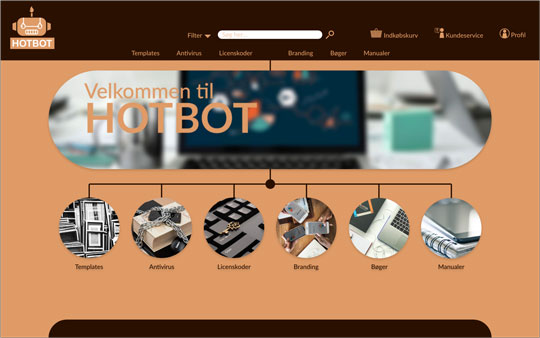 HOTBOT
Filter
Søg her...
Indkøbskurv
Kundeservice
Profil
Templates Antivirus Licenskoder Branding Bøger Manualer
Velkommen til
HOTBOT
Templates Antivirus Licenskoder Branding Bøger Manualer